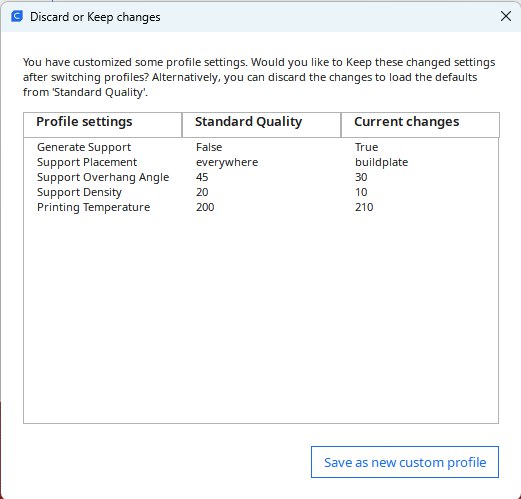 Discard or Keep changes
You have customized some profile settings. Would you like to Keep these changed settings
after switching profiles? Alternatively, you can discard the changes to load the defaults
from 'Standard Quality'.
Profile settings Standard Quality Current changes
Generate Support False True
Support Placement everywhere buildplate
Support Overhang Angle 45 30
Support Density 20 10
Printing Temperature 200 210
Save as new custom profile